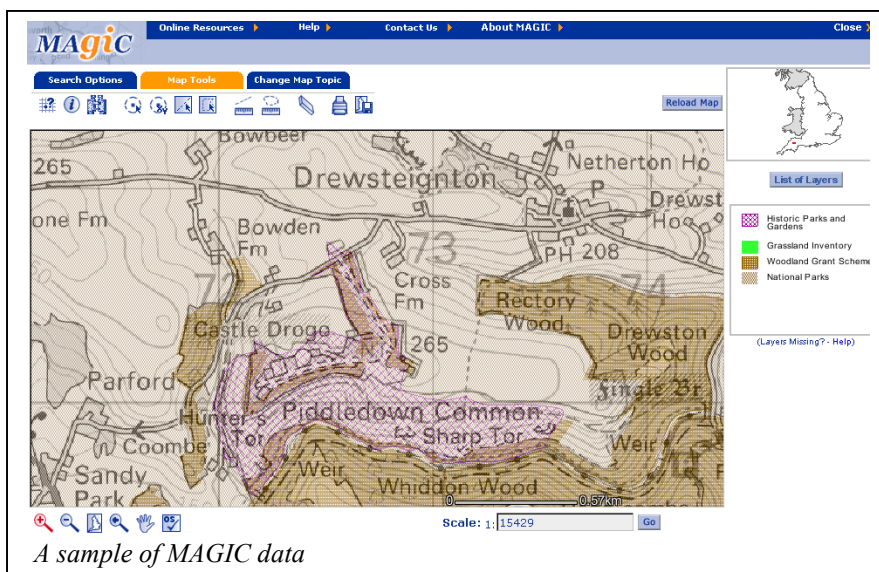 Online Resources Help Contact Us About MAGIC Close
MAgiC
Search Options Map Tools Change Map Topic
Reload Map
Bowbeer
265
Netherton Ho
Drewsteignton
P
Drewst
Ho
List of Layers
one Fm
Bowden
Fm
73
PH 208
Historic Parks and
Gardens
Grassland Inventory
Woodland Grant Scheme
National Parks
Cross
Fm
74
Rectory
Wood
Castle Drogo
265
Drewston
Wood
(Layers Missing? - Help)
Parford
Fingle Br
Hunter's
Tor
Piddledown Common
Coombe
Sharp Tor
Weir
Sandy
Park
Weir
Whiddon Wood
0 0.57km
Scale: 1: 15429 Go
OS
A sample of MAGIC data